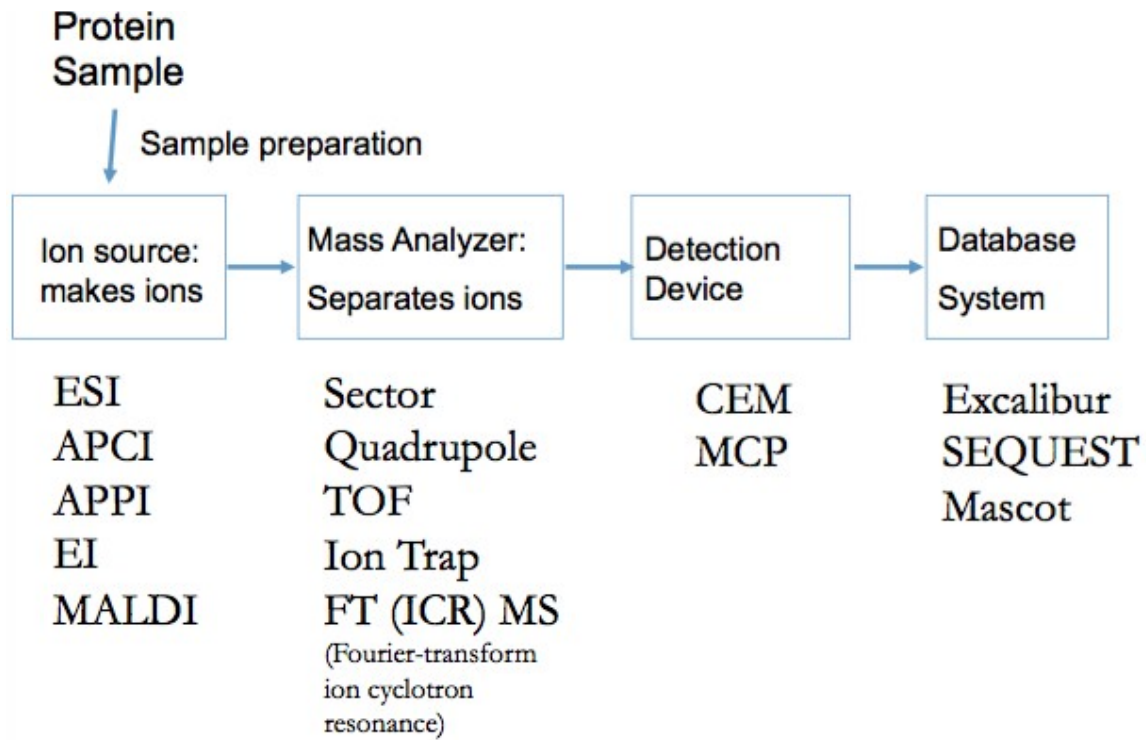 Protein
Sample
Sample preparation
Ion source:
makes ions
Mass Analyzer:
Separates ions
Detection
Device
Database
System
ESI
APCI
APPI
EI
MALDI
Sector
Quadrupole
TOF
Ion Trap
FT (ICR) MS
(Fourier-transform
ion cyclotron
resonance)
CEM
MCP
Excalibur
SEQUEST
Mascot